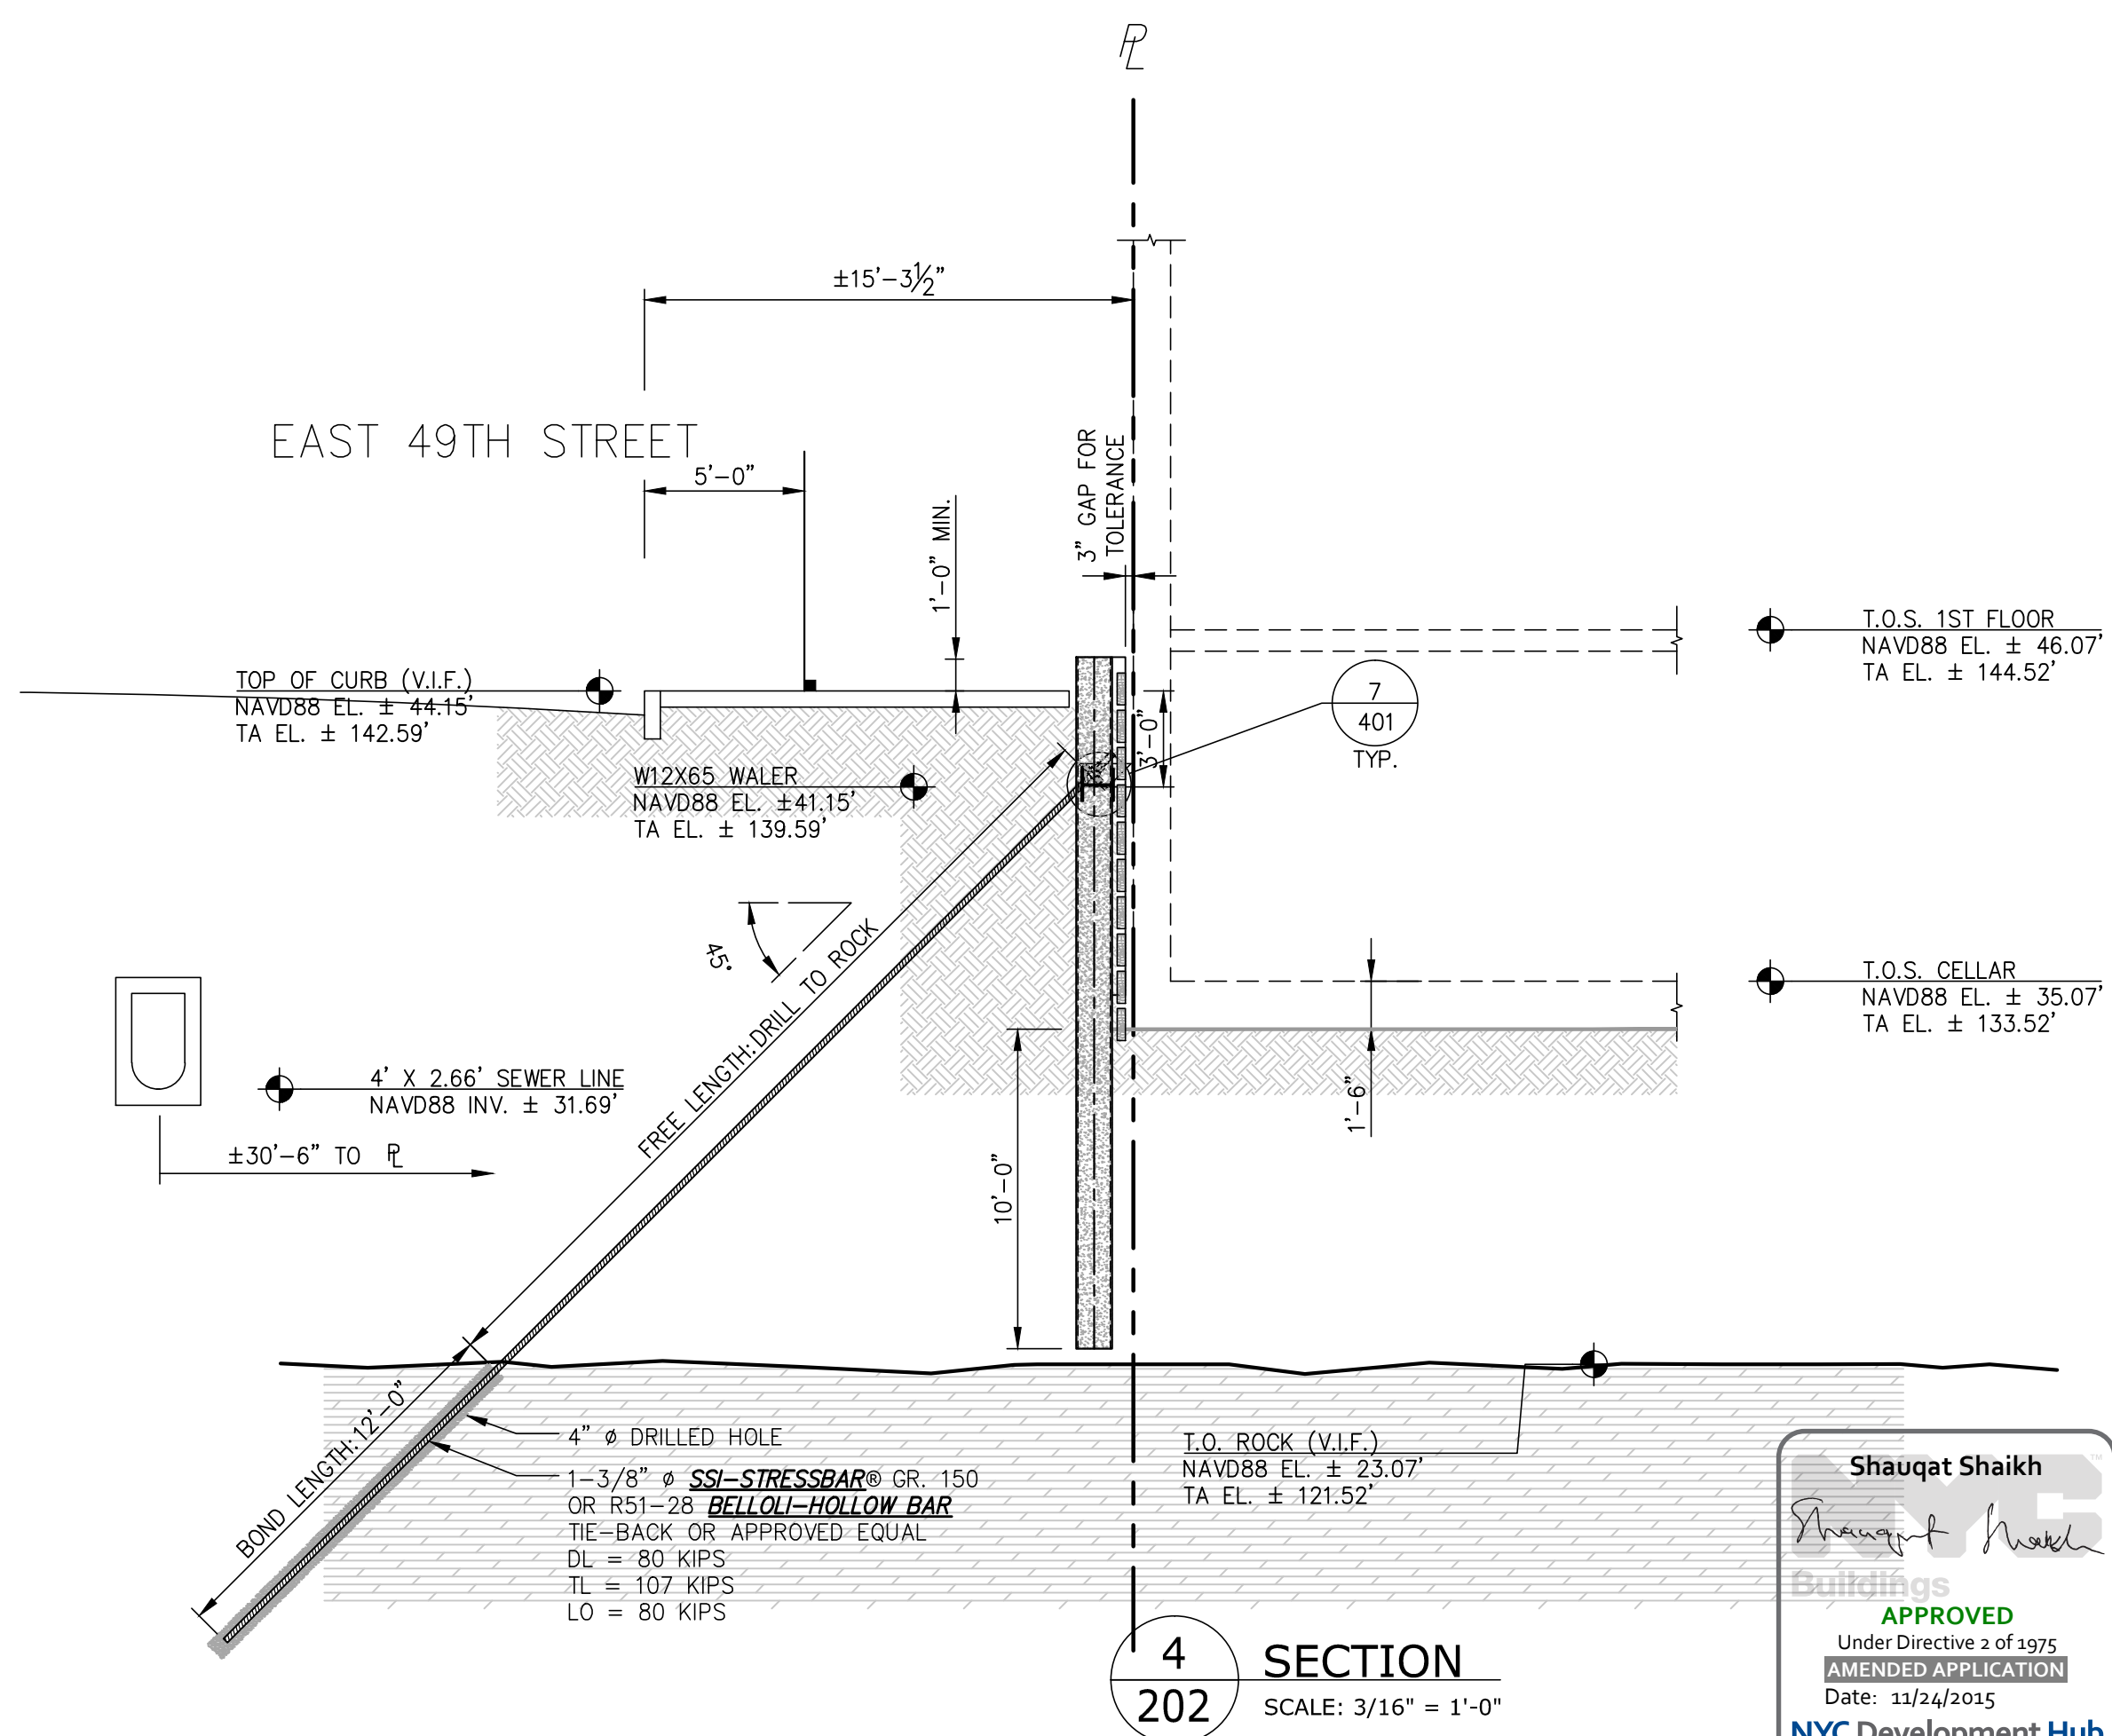 PL
±15'-3½"
EAST 49TH STREET
5'-0"
1'-0" MIN.
3" GAP FOR
TOLERANCE
T.O.S. 1ST FLOOR
NAVD88 EL. ± 46.07'
TA EL. ± 144.52'
TOP OF CURB (V.I.F.)
NAVD88 EL. ± 44.15'
TA EL. ± 142.59'
7
401
TYP.
3'-0"
W12X65 WALER
NAVD88 EL. ±41.15'
TA EL. ± 139.59'
45°
FREE LENGTH: DRILL TO ROCK
T.O.S. CELLAR
NAVD88 EL. ± 35.07'
TA EL. ± 133.52'
4' X 2.66' SEWER LINE
NAVD88 INV. ± 31.69'
±30'-6" TO PL
1'-6"
10'-0"
BOND LENGTH: 12'-0"
4" ø DRILLED HOLE
1-3/8" ø SSI-STRESSBAR® GR. 150
OR R51-28 BELLOLI-HOLLOW BAR
TIE-BACK OR APPROVED EQUAL
DL = 80 KIPS
TL = 107 KIPS
LO = 80 KIPS
T.O. ROCK (V.I.F.)
NAVD88 EL. ± 23.07'
TA EL. ± 121.52'
4
202
SECTION
SCALE: 3/16" = 1'-0"
NYC™
Shauqat Shaikh
Shauqat Shaikh
Buildings
APPROVED
Under Directive 2 of 1975
AMENDED APPLICATION
Date: 11/24/2015
NYC Development Hub